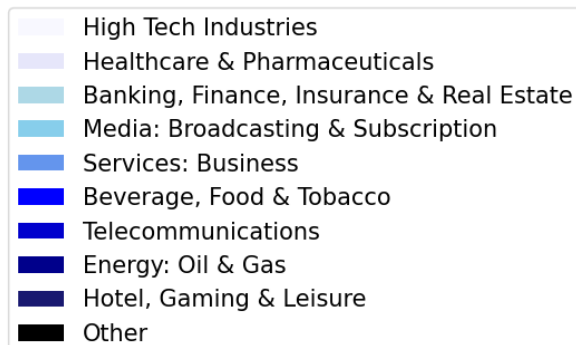 High Tech Industries
Healthcare & Pharmaceuticals
Banking, Finance, Insurance & Real Estate
Media: Broadcasting & Subscription
Services: Business
Beverage, Food & Tobacco
Telecommunications
Energy: Oil & Gas
Hotel, Gaming & Leisure
Other